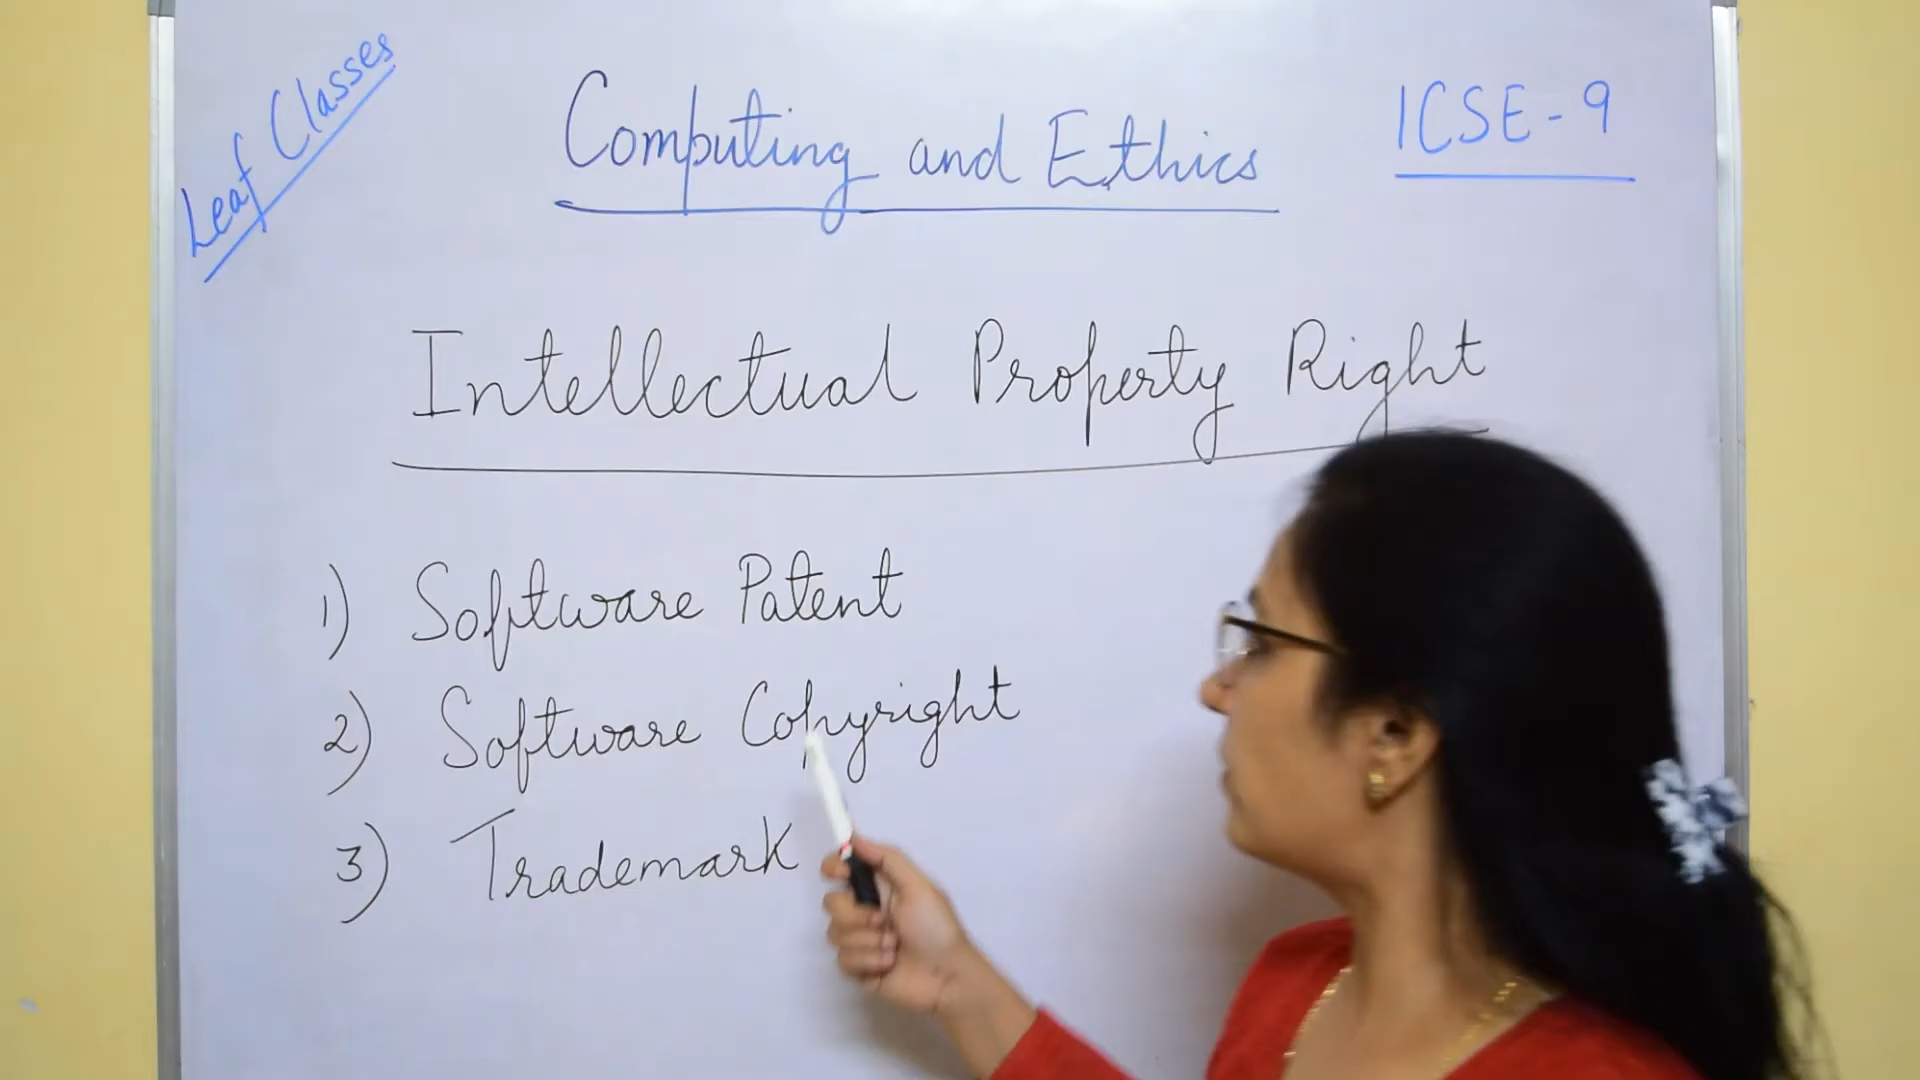 Leaf Classes
Computing and Ethics
ICSE-9
Intellectual Property Right
1) Software Patent
2) Software Copyright
3) Trademark